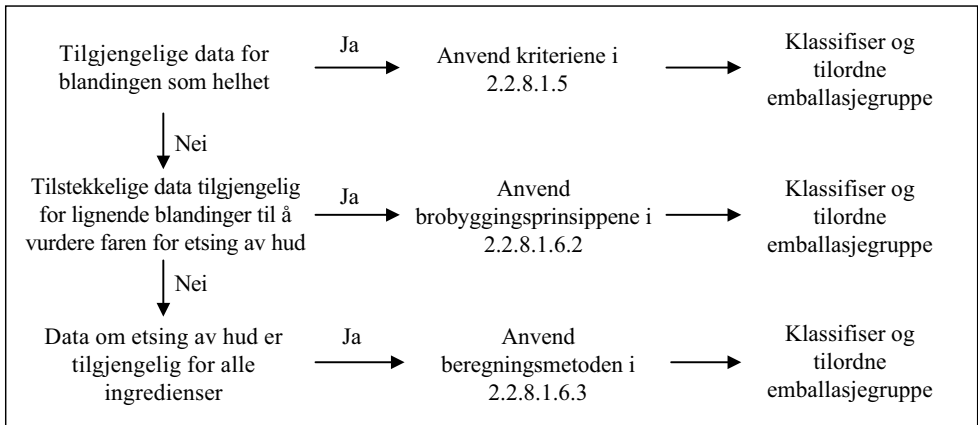 Tilgjengelige data for
blandingen som helhet
Ja
Anvend kriteriene i
2.2.8.1.5
Klassifiser og
tilordne
emballasjegruppe
Nei
Tilstekkelige data tilgjengelig
for lignende blandinger til å
vurdere faren for etsing av hud
Ja
Anvend
brobyggingsprinsippene i
2.2.8.1.6.2
Klassifiser og
tilordne
emballasjegruppe
Nei
Data om etsing av hud er
tilgjengelig for alle
ingredienser
Ja
Anvend
beregningsmetoden i
2.2.8.1.6.3
Klassifiser og
tilordne
emballasjegruppe